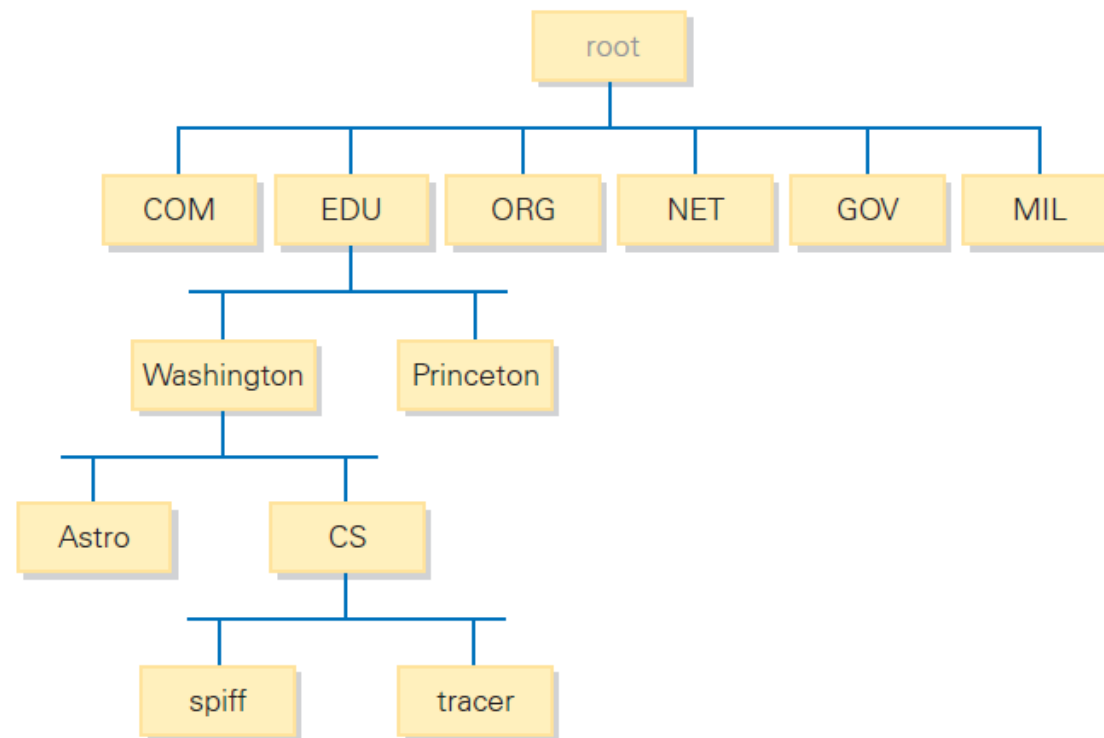 root
COM EDU ORG NET GOV MIL
Washington Princeton
Astro CS
spiff tracer